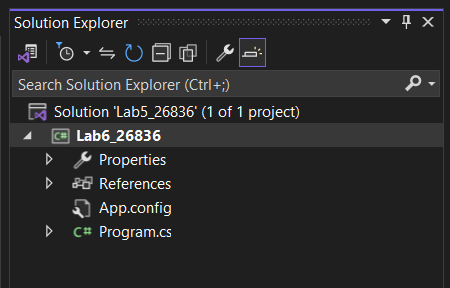 Solution Explorer
Search Solution Explorer (Ctrl+;)
Solution 'Lab5_26836' (1 of 1 project)
C# Lab6_26836
Properties
References
App.config
C# Program.cs